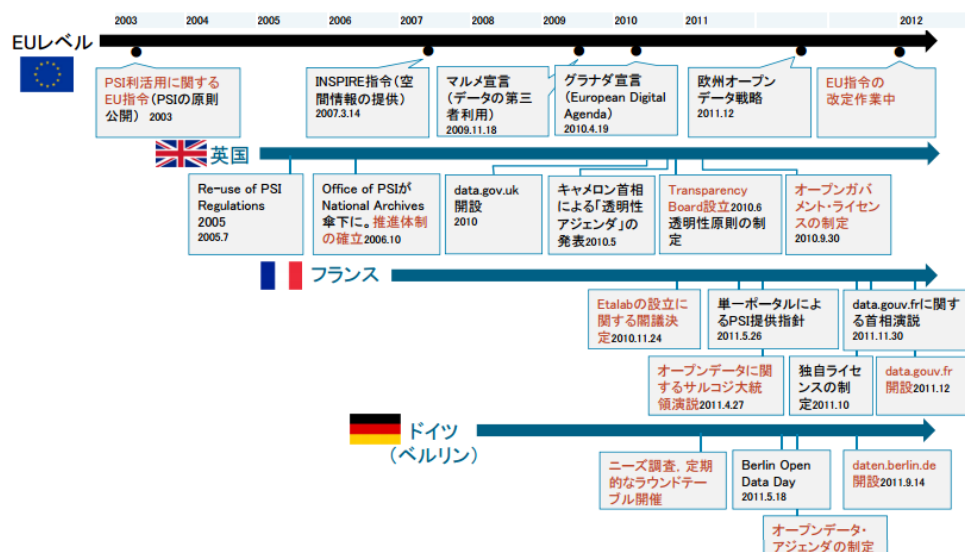 2003 2004 2005 2006 2007 2008 2009 2010 2011 2012
EUレベル
PSI利活用に関する
EU指令(PSIの原則
公開) 2003
INSPIRE指令(空
間情報の提供)
2007.3.14
マルメ宣言
(データの第三
者利用)
2009.11.18
グラナダ宣言
(European Digital
Agenda)
2010.4.19
欧州オープン
データ戦略
2011.12
EU指令の
改定作業中
英国
Re-use of PSI
Regulations
2005
2005.7
Office of PSIが
National Archives
傘下に。推進体制
の確立2006.10
data.gov.uk
開設
2010
キャメロン首相
による「透明性
アジェンダ」の
発表2010.5
Transparency
Board設立2010.6
透明性原則の制
定
オープンガバ
メント・ライセ
ンスの制定
2010.9.30
フランス
Etalabの設立に
関する閣議決
定2010.11.24
単一ポータルによ
るPSI提供指針
2011.5.26
data.gouv.frに関
する首相演説
2011.11.30
オープンデータに関
するサルコジ大統
領演説2011.4.27
独自ライセ
ンスの制
定2011.10
data.gouv.fr
開設2011.12
ドイツ
(ベルリン)
ニーズ調査，定期
的なラウンドテー
ブル開催
Berlin Open
Data Day
2011.5.18
daten.berlin.de
開設2011.9.14
オープンデータ・
アジェンダの制定